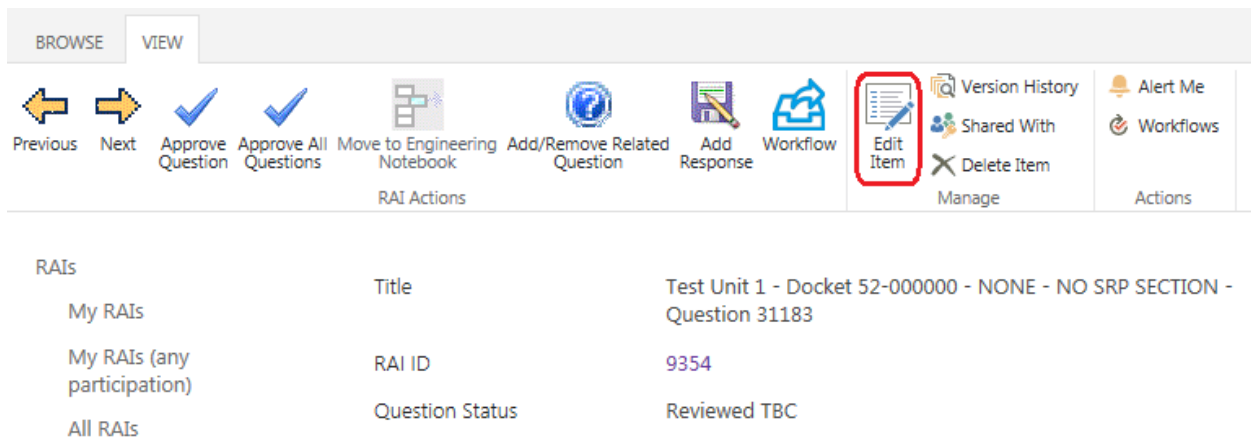 BROWSE VIEW
Previous
Next
Approve
Question
Approve All
Questions
Move to Engineering
Notebook
Add/Remove Related
Question
Add
Response
Workflow
RAI Actions
Edit
Item
Version History
Shared With
Delete Item
Manage
Alert Me
Workflows
Actions
RAIs
My RAIs
My RAIs (any
participation)
All RAIs
Title
Test Unit 1 - Docket 52-000000 - NONE - NO SRP SECTION -
Question 31183
RAI ID
9354
Question Status
Reviewed TBC